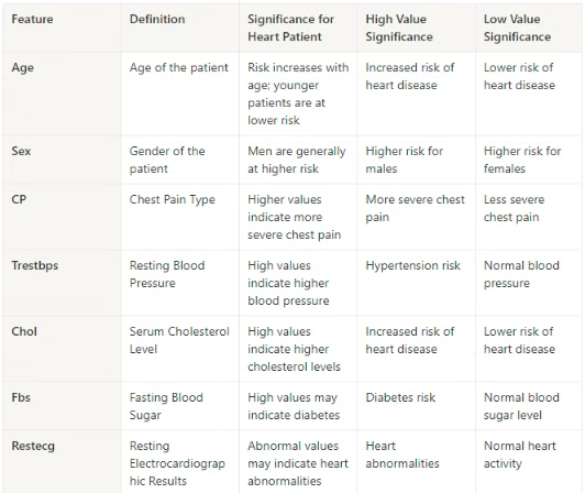 Feature Definition Significance for High Value Low Value
Heart Patient Significance Significance
Age Age of the patient Risk increases with Increased risk of Lower risk of
age; younger heart disease heart disease
patients are at
lower risk
Sex Gender of the Men are generally Higher risk for Higher risk for
patient at higher risk males females
CP Chest Pain Type Higher values More severe chest Less severe
indicate more pain chest pain
severe chest pain
Trestbps Resting Blood High values Hypertension risk Normal blood
Pressure indicate higher pressure
blood pressure
Chol Serum Cholesterol High values Increased risk of Lower risk of
Level indicate higher heart disease heart disease
cholesterol levels
Fbs Fasting Blood High values may Diabetes risk Normal blood
Sugar indicate diabetes sugar level
Restecg Resting Abnormal values Heart Normal heart
Electrocardiograp may indicate heart abnormalities activity
hic Results abnormalities